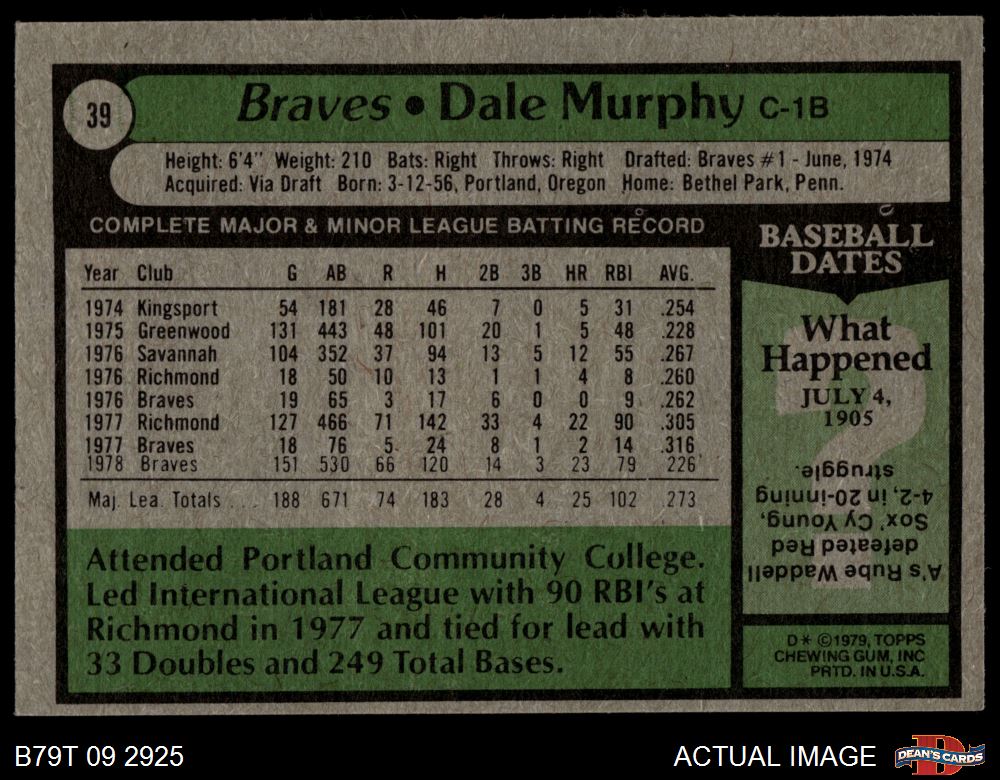 39
Braves • Dale Murphy C-1B
Height: 6'4" Weight: 210 Bats: Right Throws: Right Drafted: Braves #1 - June, 1974
Acquired: Via Draft Born: 3-12-56, Portland, Oregon Home: Bethel Park, Penn.
COMPLETE MAJOR & MINOR LEAGUE BATTING RECORD
Year Club G AB R H 2B 3B HR RBI AVG.
1974 Kingsport 54 181 28 46 7 0 5 31 .254
1975 Greenwood 131 443 48 101 20 1 5 48 .228
1976 Savannah 104 352 37 94 13 5 12 55 .267
1976 Richmond 18 50 10 13 1 1 4 8 .260
1976 Braves 19 65 3 17 6 0 0 9 .262
1977 Richmond 127 466 71 142 33 4 22 90 .305
1977 Braves 18 76 5 24 8 1 2 14 .316
1978 Braves 151 530 66 120 14 3 23 79 .226
Maj. Lea. Totals ... 188 671 74 183 28 4 25 102 .273
Attended Portland Community College.
Led International League with 90 RBI's at
Richmond in 1977 and tied for lead with
33 Doubles and 249 Total Bases.
BASEBALL
DATES
What
Happened
JULY 4,
1905
A's Rube Waddell
defeated Red
Sox' Cy Young,
4-2, in 20-inning
struggle.
D* ©1979, TOPPS
CHEWING GUM, INC
PRTD. IN U.S.A.
B79T 09 2925
ACTUAL IMAGE
D
DEAN'S CARDS